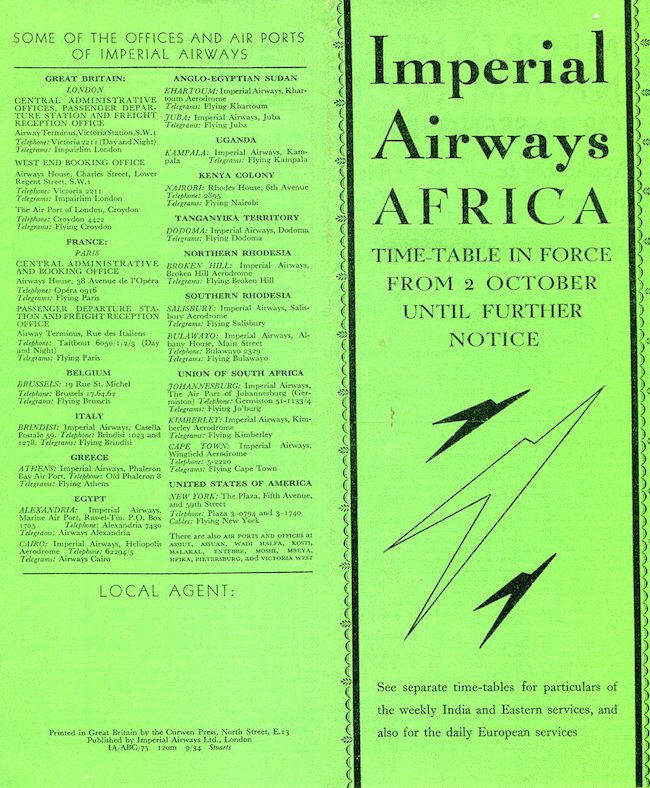 SOME OF THE OFFICES AND AIR PORTS
OF IMPERIAL AIRWAYS
GREAT BRITAIN:
LONDON
CENTRAL ADMINISTRATIVE
OFFICES, PASSENGER DEPAR-
TURE STATION AND FREIGHT
RECEPTION OFFICE
Airway Terminus, Victoria Station, S.W.1
Telephone: Victoria 2211 (Day and Night)
Telegrams: Impairlim London
WEST END BOOKING OFFICE
Airways House, Charles Street, Lower
Regent Street, S.W.1
Telephone: Victoria 2211
Telegrams: Impairlim London
The Air Port of London, Croydon
Telephone: Croydon 4422
Telegrams: Flying Croydon
FRANCE:
PARIS
CENTRAL ADMINISTRATIVE
AND BOOKING OFFICE
Airways House, 38 Avenue de l'Opéra
Telephone: Opéra 0916
Telegrams: Flying Paris
PASSENGER DEPARTURE STA-
TION AND FREIGHT RECEPTION
OFFICE
Airway Terminus, Rue des Italiens
Telephone: Taitbout 6050/1/2/3 (Day
and Night)
Telegrams: Flying Paris
BELGIUM
BRUSSELS: 19 Rue St. Michel
Telephone: Brussels 17.64.62
Telegrams: Flying Brussels
ITALY
BRINDISI: Imperial Airways, Casella
Postale 59. Telephone: Brindisi 1023 and
1278. Telegrams: Flying Brindisi
GREECE
ATHENS: Imperial Airways, Phaleron
Bay Air Port, Telephone: Old Phaleron 8
Telegrams: Flying Athens
EGYPT
ALEXANDRIA: Imperial Airways,
Marine Air Port, Ras-el-Tin. P.O. Box
1705 Telephone: Alexandria 7430
Telegrams: Airways Alexandria
CAIRO: Imperial Airways, Heliopolis
Aerodrome Telephone: 62294/5
Telegrams: Airways Cairo
ANGLO-EGYPTIAN SUDAN
KHARTOUM: Imperial Airways, Khar-
toum Aerodrome
Telegrams: Flying Khartoum
JUBA: Imperial Airways, Juba
Telegrams: Flying Juba
UGANDA
KAMPALA: Imperial Airways, Kam-
pala Telegrams: Flying Kampala
KENYA COLONY
NAIROBI: Rhodes House, 6th Avenue
Telephone: 2895
Telegrams: Flying Nairobi
TANGANYIKA TERRITORY
DODOMA: Imperial Airways, Dodoma
Telegrams: Flying Dodoma
NORTHERN RHODESIA
BROKEN HILL: Imperial Airways,
Broken Hill Aerodrome
Telegrams: Flying Broken Hill
SOUTHERN RHODESIA
SALISBURY: Imperial Airways, Salis-
bury Aerodrome
Telegrams: Flying Salisbury
BULAWAYO: Imperial Airways, Al-
bany House, Main Street
Telephone: Bulawayo 2329
Telegrams: Flying Bulawayo
UNION OF SOUTH AFRICA
JOHANNESBURG: Imperial Airways,
The Air Port of Johannesburg (Ger-
miston) Telephone: Germiston 51-1133/4
Telegrams: Flying Jo'burg
KIMBERLEY: Imperial Airways, Kim-
berley Aerodrome
Telegrams: Flying Kimberley
CAPE TOWN: Imperial Airways,
Wingfield Aerodrome
Telephone: 5-2220
Telegrams: Flying Cape Town
UNITED STATES OF AMERICA
NEW YORK: The Plaza, Fifth Avenue,
and 59th Street
Telephone: Plaza 3-0794 and 3-1740
Cables: Flying New York
There are also AIR PORTS AND OFFICES at
ASSIUT, ASSUAN, WADI HALFA, KOSTI,
MALAKAL, ENTEBBE, MOSHI, MBEYA,
MPIKA, PIETERSBURG, and VICTORIA WEST
LOCAL AGENT:
Printed in Great Britain by the Curwen Press, North Street, E.13
Published by Imperial Airways Ltd., London
IA/ABC/75 120m 9/34 Stuarts
Imperial
Airways
AFRICA
TIME-TABLE IN FORCE
FROM 2 OCTOBER
UNTIL FURTHER
NOTICE
See separate time-tables for particulars of
the weekly India and Eastern services, and
also for the daily European services